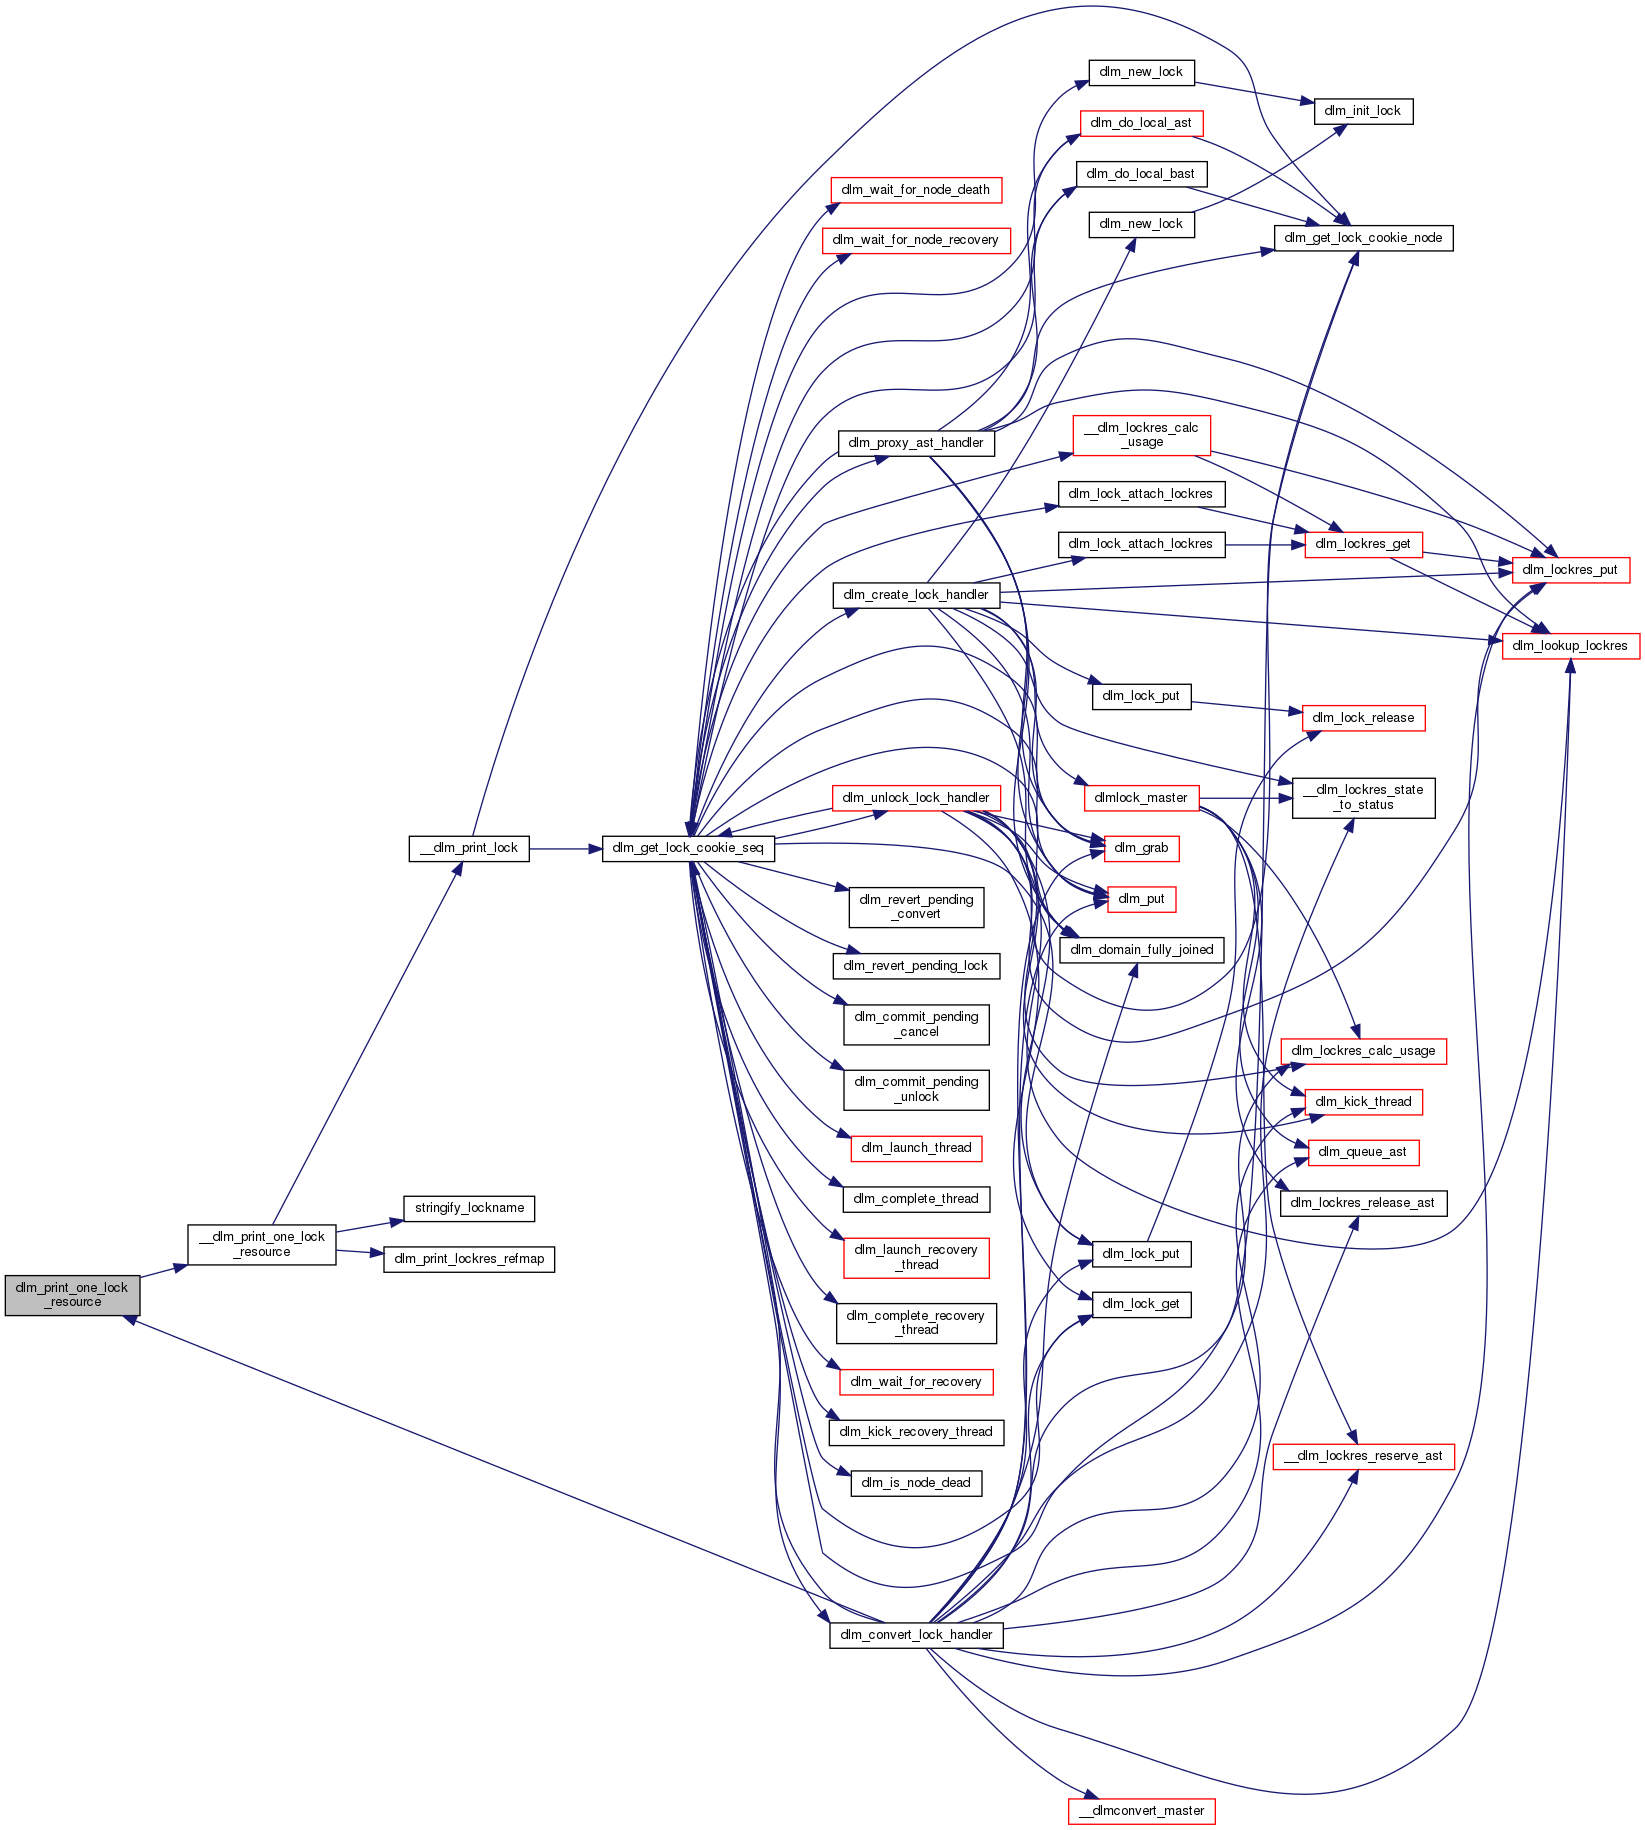 dlm_print_one_lock
_resource
__dlm_print_one_lock
_resource
stringify_lockname
dlm_print_lockres_refmap
__dlm_print_lock
dlm_get_lock_cookie_seq
dlm_wait_for_node_death
dlm_wait_for_node_recovery
dlm_proxy_ast_handler
dlm_create_lock_handler
dlm_unlock_lock_handler
dlm_revert_pending
_convert
dlm_revert_pending_lock
dlm_commit_pending
_cancel
dlm_commit_pending
_unlock
dlm_launch_thread
dlm_complete_thread
dlm_launch_recovery
_thread
dlm_complete_recovery
_thread
dlm_wait_for_recovery
dlm_kick_recovery_thread
dlm_is_node_dead
dlm_convert_lock_handler
dlm_new_lock
dlm_do_local_ast
dlm_do_local_bast
dlm_new_lock
__dlm_lockres_calc
_usage
dlm_lock_attach_lockres
dlm_lock_attach_lockres
dlm_lock_put
dlmlock_master
dlm_grab
dlm_put
dlm_domain_fully_joined
dlm_lock_put
dlm_lock_get
__dlmconvert_master
dlm_init_lock
dlm_get_lock_cookie_node
dlm_lockres_get
dlm_lock_release
__dlm_lockres_state
_to_status
dlm_lockres_calc_usage
dlm_kick_thread
dlm_queue_ast
dlm_lockres_release_ast
__dlm_lockres_reserve_ast
dlm_lockres_put
dlm_lookup_lockres